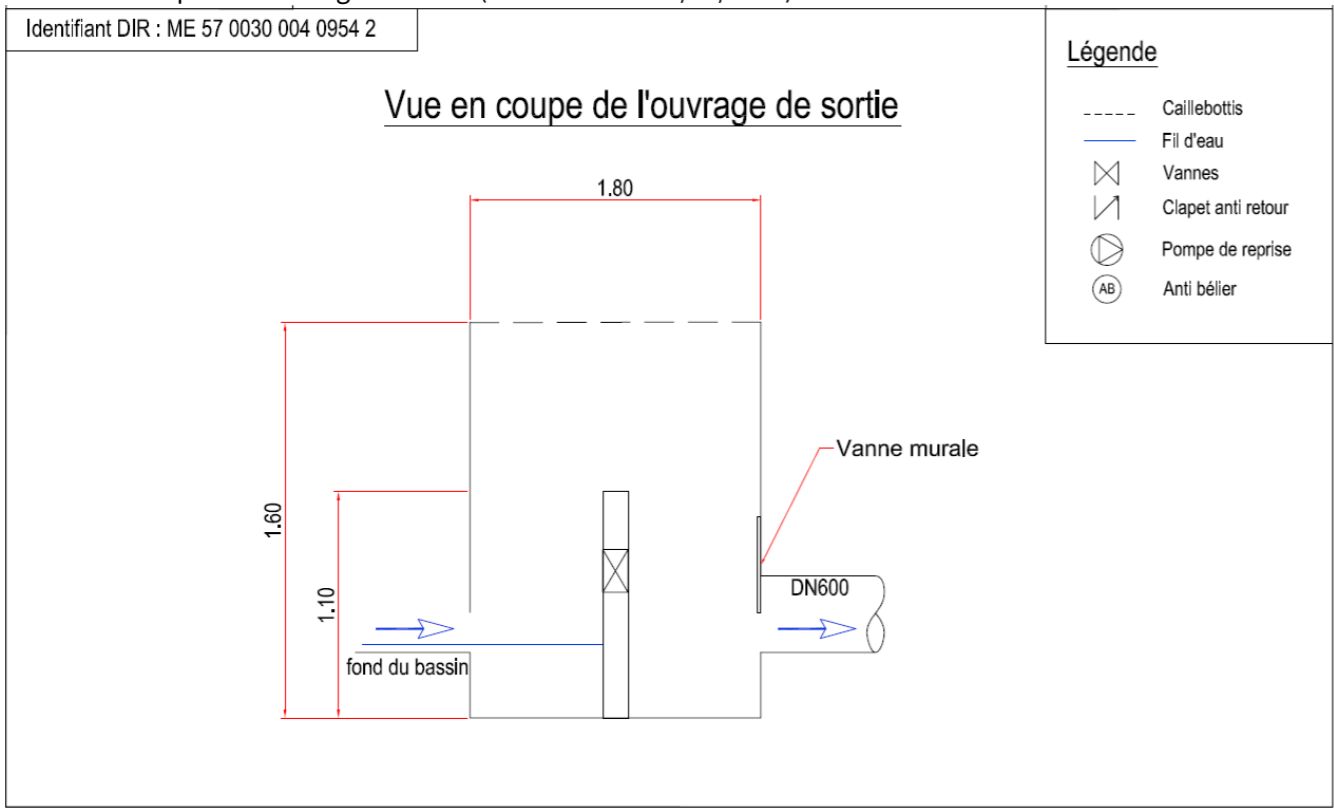 Identifiant DIR : ME 57 0030 004 0954 2
Vue en coupe de l'ouvrage de sortie
Légende
Caillebottis
Fil d'eau
Vannes
Clapet anti retour
Pompe de reprise
AB
Anti bélier
1.80
1.60
1.10
Vanne murale
DN600
fond du bassin